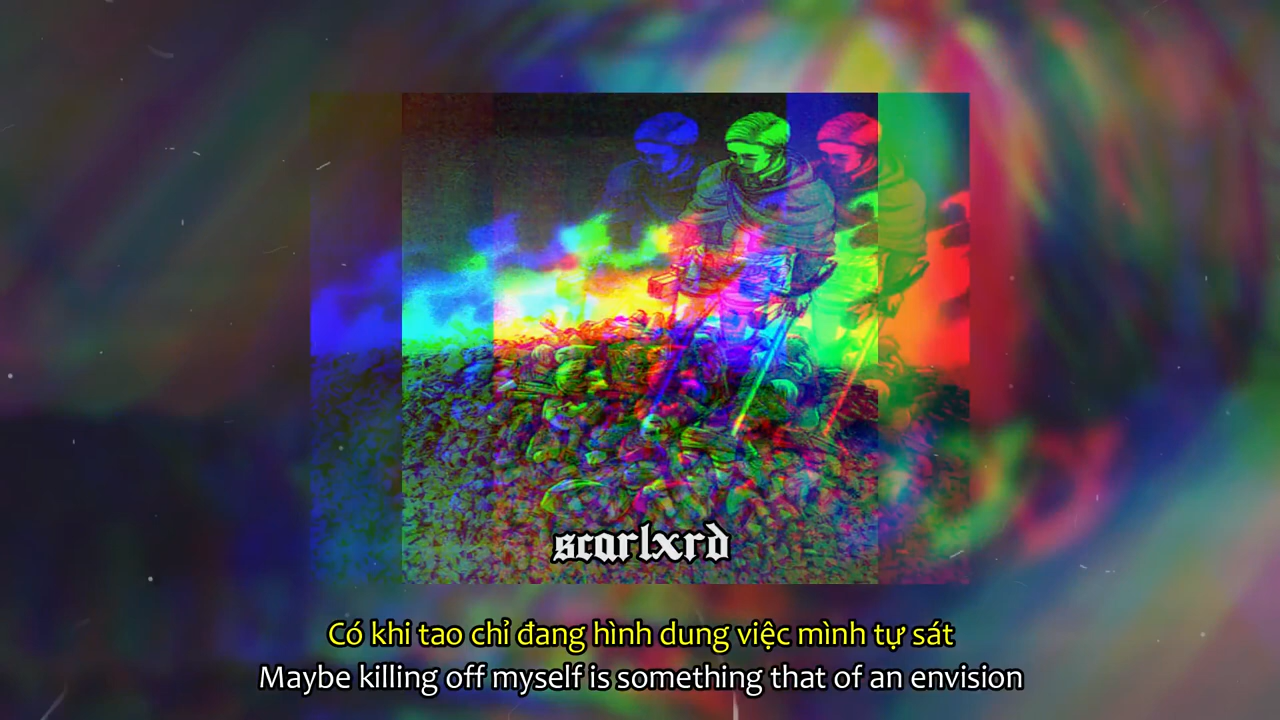 scarlxrd
Có khi tao chỉ đang hình dung việc mình tự sát
Maybe killing off myself is something that of an envision